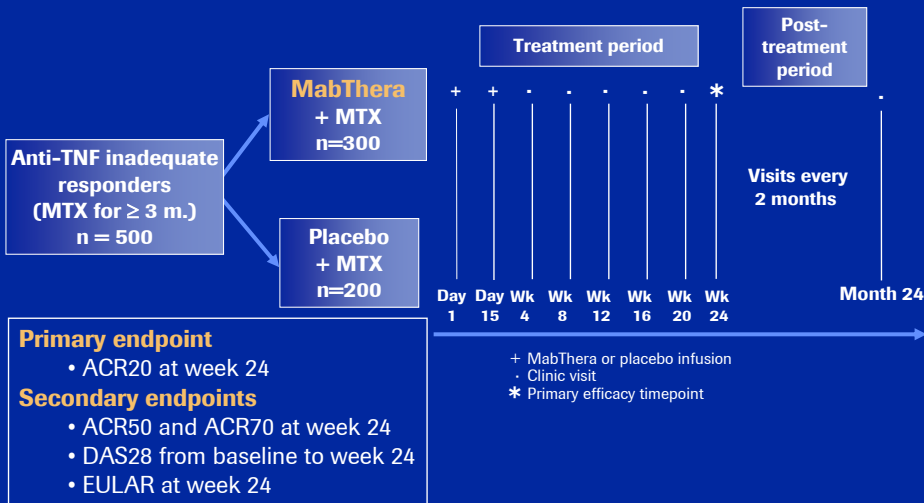 Treatment period
Post-
treatment
period
MabThera
+ MTX
n=300
+ + · · · · · * ·
Anti-TNF inadequate
responders
(MTX for ≥ 3 m.)
n = 500
Visits every
2 months
Placebo
+ MTX
n=200
Day Day Wk Wk Wk Wk Wk Wk
1 15 4 8 12 16 20 24
Month 24
Primary endpoint
• ACR20 at week 24
Secondary endpoints
• ACR50 and ACR70 at week 24
• DAS28 from baseline to week 24
• EULAR at week 24
+ MabThera or placebo infusion
· Clinic visit
* Primary efficacy timepoint